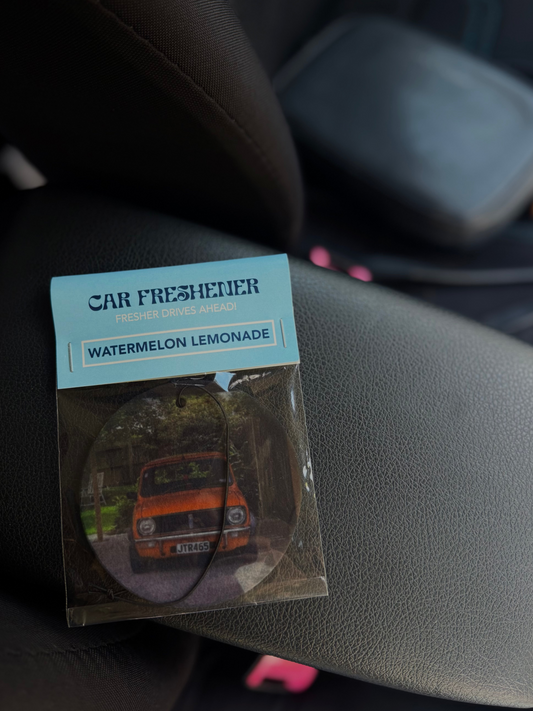 CAR FRESHENER
FRESHER DRIVES AHEAD!
WATERMELON LEMONADE
JTR465